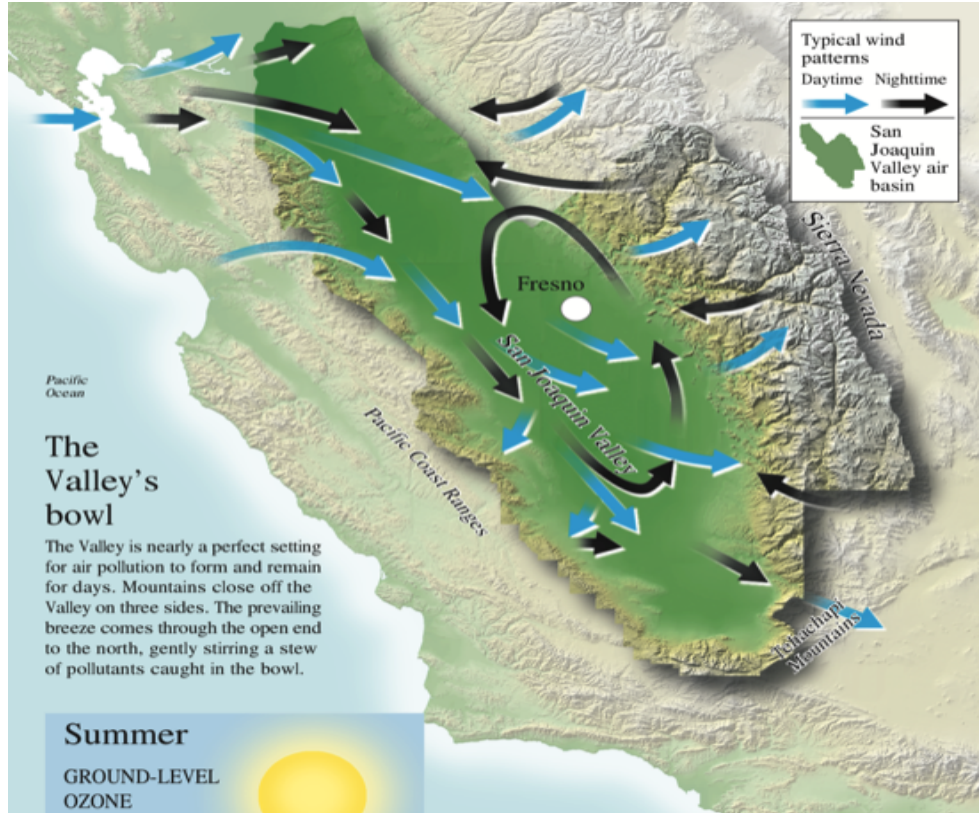 Typical wind
patterns
Daytime Nighttime
San
Joaquin
Valley air
basin
Sierra Nevada
Fresno
San Joaquin Valley
Pacific
Ocean
Pacific Coast Ranges
The
Valley's
bowl
The Valley is nearly a perfect setting
for air pollution to form and remain
for days. Mountains close off the
Valley on three sides. The prevailing
breeze comes through the open end
to the north, gently stirring a stew
of pollutants caught in the bowl.
Tehachapi
Mountains
Summer
GROUND-LEVEL
OZONE